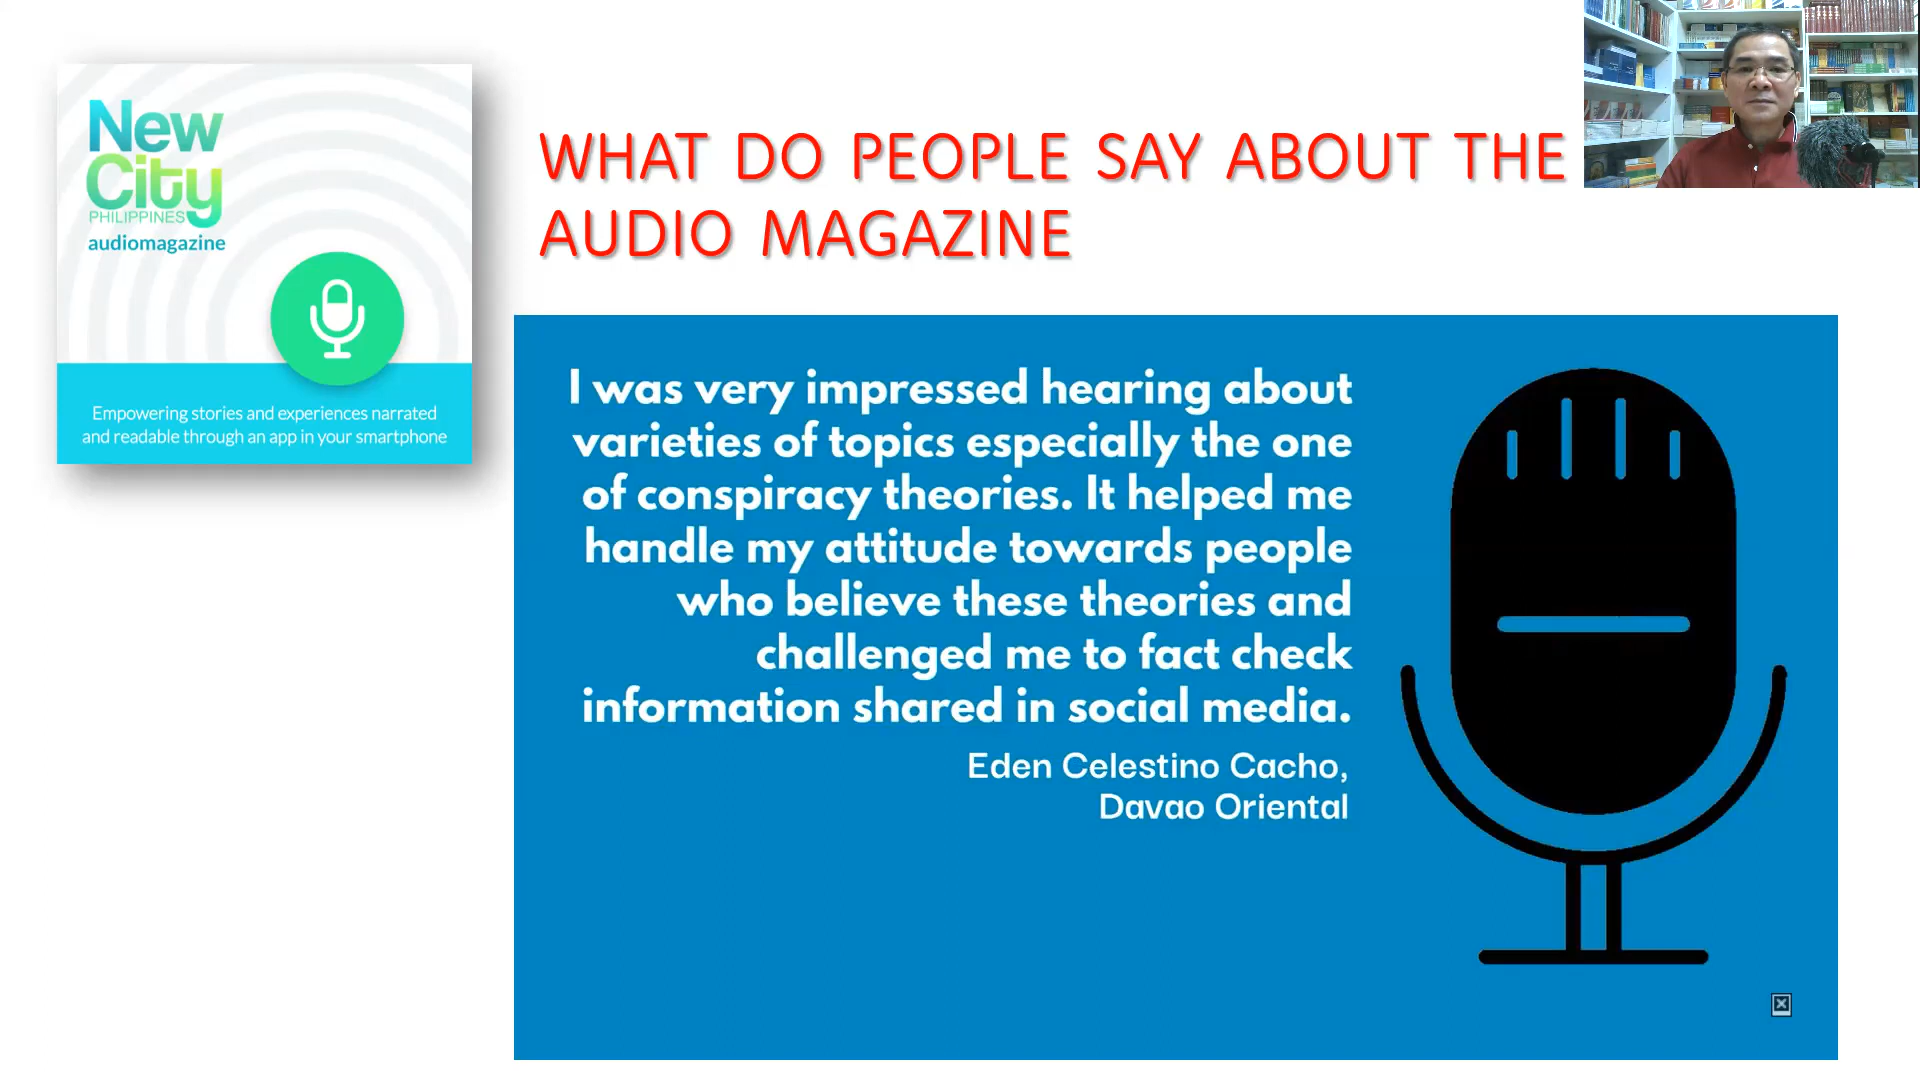 New
City
PHILIPPINES
audiomagazine
Empowering stories and experiences narrated
and readable through an app in your smartphone
WHAT DO PEOPLE SAY ABOUT THE
AUDIO MAGAZINE
I was very impressed hearing about
varieties of topics especially the one
of conspiracy theories. It helped me
handle my attitude towards people
who believe these theories and
challenged me to fact check
information shared in social media.
Eden Celestino Cacho,
Davao Oriental